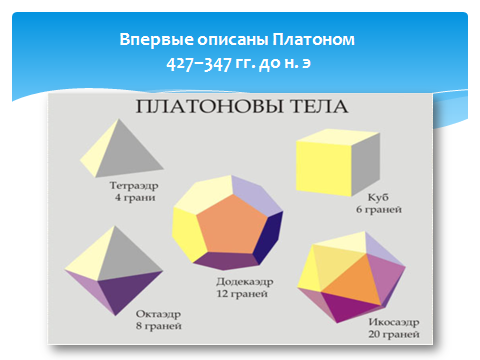 Впервые описаны Платоном
427–347 гг. до н. э
ПЛАТОНОВЫ ТЕЛА
Тетраэдр
4 грани
Куб
6 граней
Додекаэдр
12 граней
Октаэдр
8 граней
Икосаэдр
20 граней